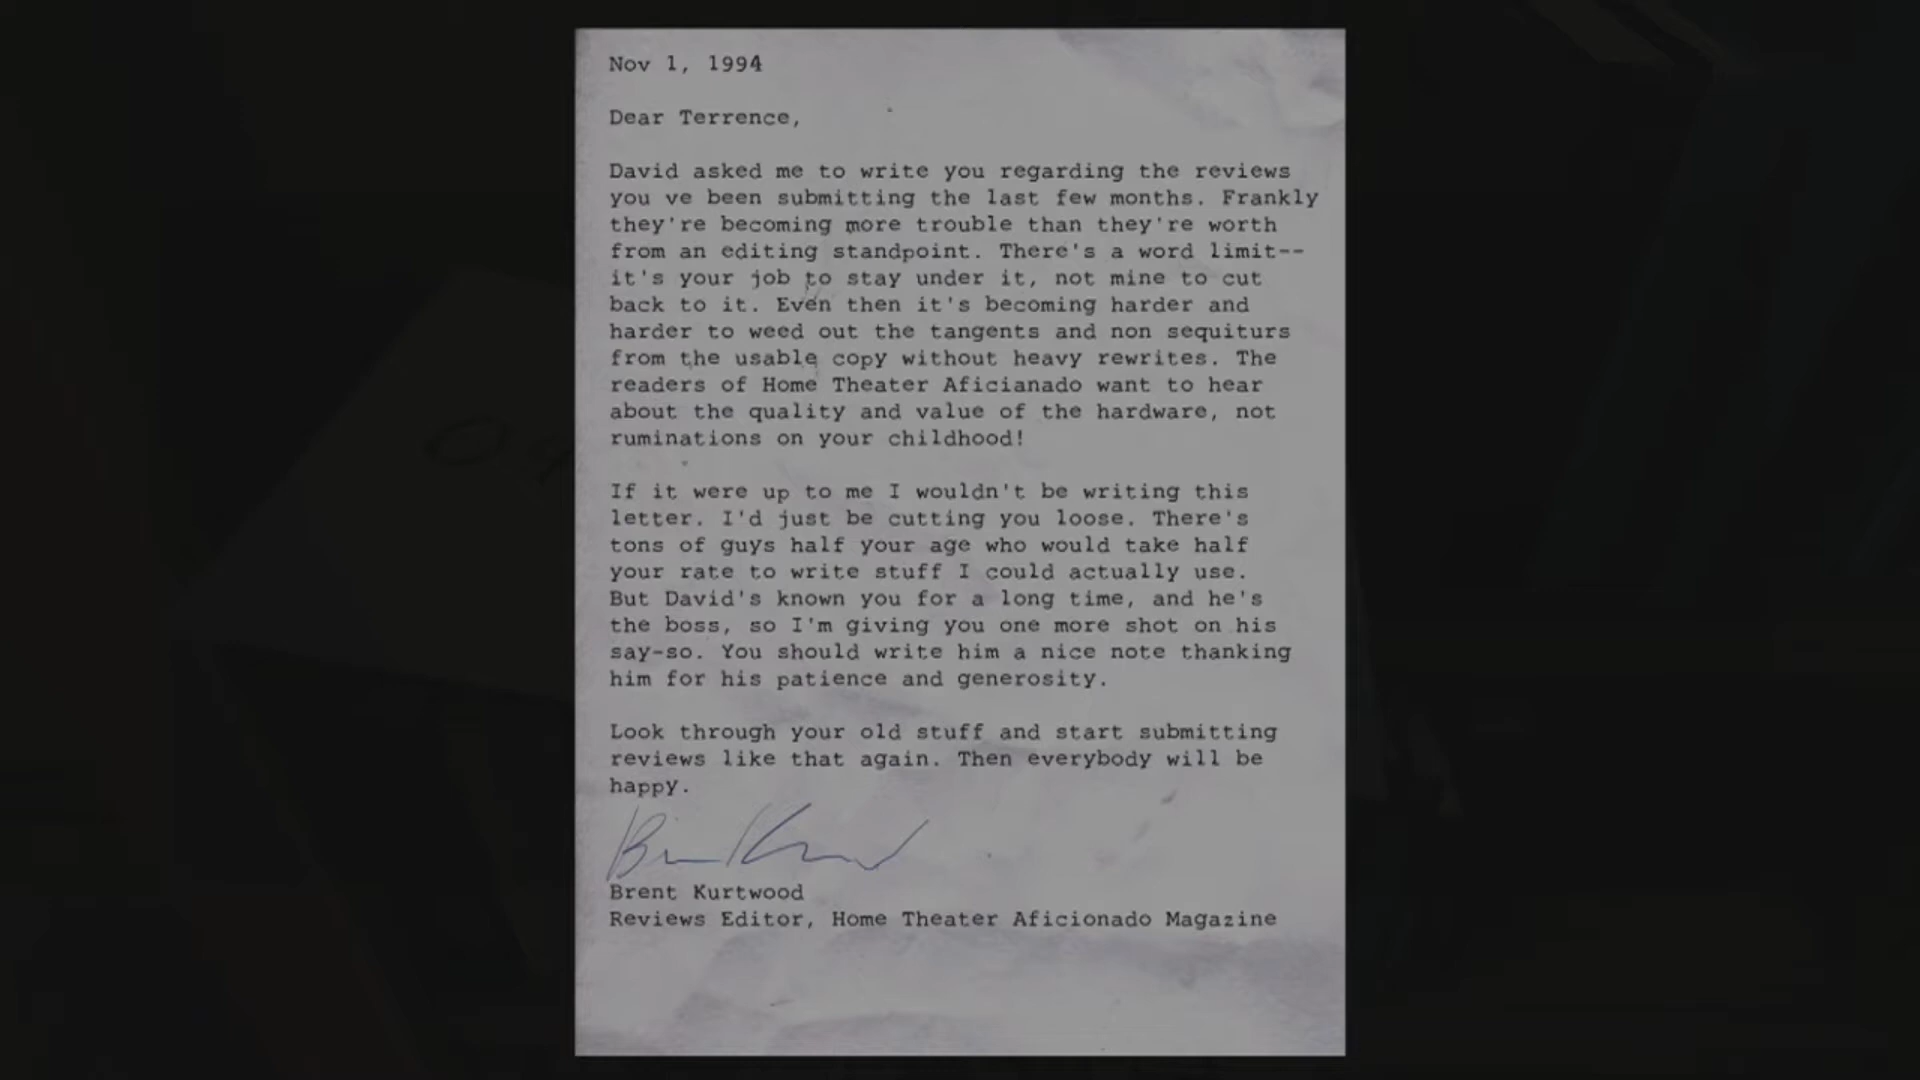 Nov 1, 1994
Dear Terrence,
David asked me to write you regarding the reviews
you ve been submitting the last few months. Frankly
they're becoming more trouble than they're worth
from an editing standpoint. There's a word limit--
it's your job to stay under it, not mine to cut
back to it. Even then it's becoming harder and
harder to weed out the tangents and non sequiturs
from the usable copy without heavy rewrites. The
readers of Home Theater Aficianado want to hear
about the quality and value of the hardware, not
ruminations on your childhood!
If it were up to me I wouldn't be writing this
letter. I'd just be cutting you loose. There's
tons of guys half your age who would take half
your rate to write stuff I could actually use.
But David's known you for a long time, and he's
the boss, so I'm giving you one more shot on his
say-so. You should write him a nice note thanking
him for his patience and generosity.
Look through your old stuff and start submitting
reviews like that again. Then everybody will be
happy.
Brent Kurtwood
Reviews Editor, Home Theater Aficionado Magazine